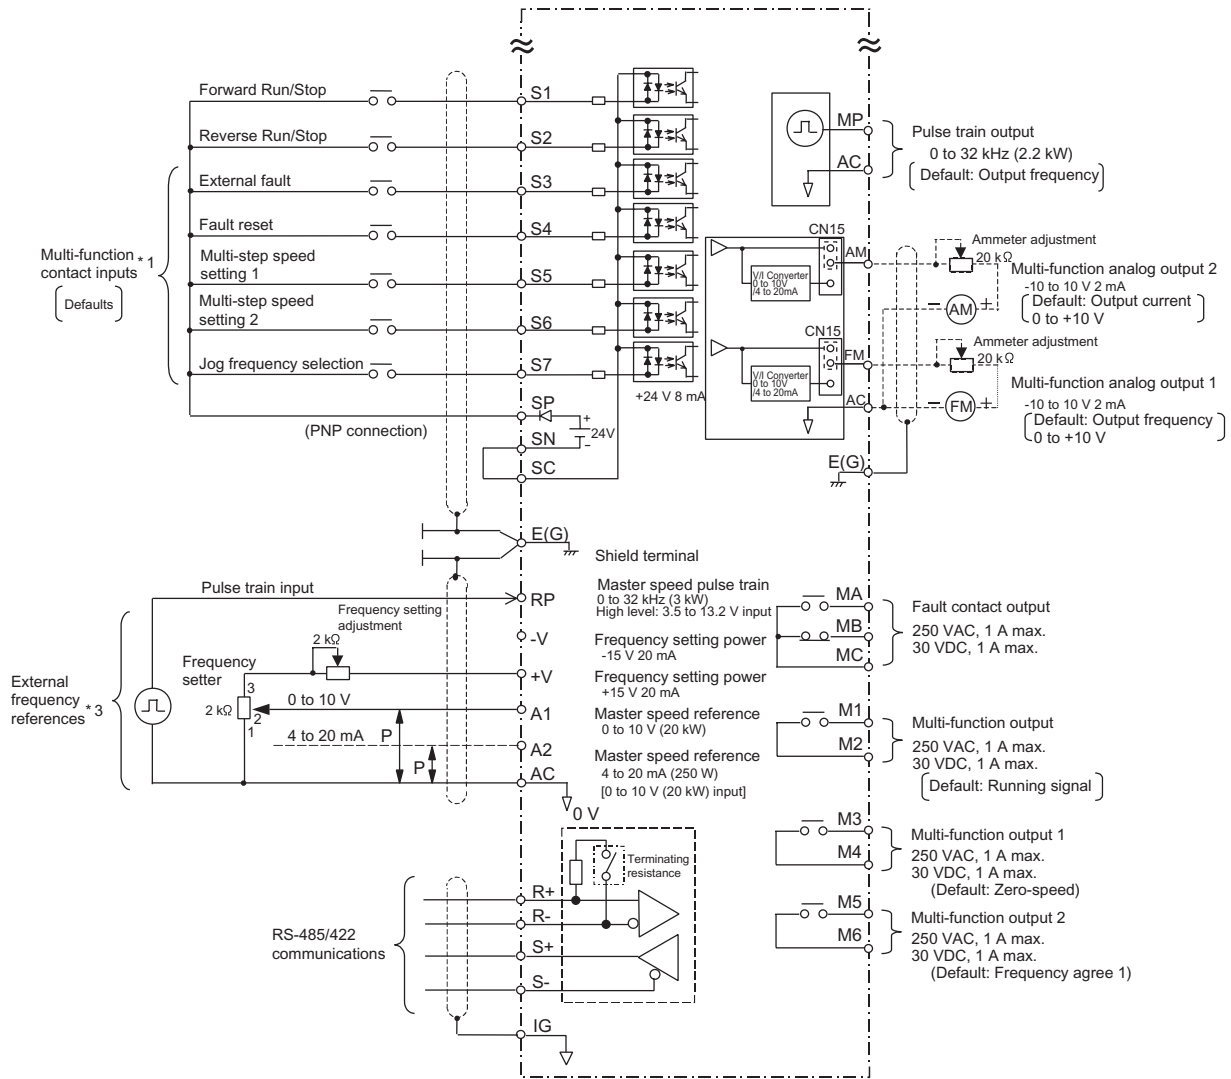 Forward Run/Stop
S1
Reverse Run/Stop
S2
External fault
S3
Fault reset
S4
Multi-function * 1
contact inputs
Defaults
Multi-step speed
setting 1
S5
Multi-step speed
setting 2
S6
Jog frequency selection
S7
+24 V 8 mA
SP
+
24V
−
(PNP connection)
SN
SC
MP
Pulse train output
0 to 32 kHz (2.2 kW)
AC
Default: Output frequency
CN15
AM
V/I Converter
0 to 10V
/4 to 20mA
Ammeter adjustment
20 kΩ
Multi-function analog output 2
-10 to 10 V 2 mA
Default: Output current
0 to +10 V
− AM +
CN15
FM
V/I Converter
0 to 10V
/4 to 20mA
Ammeter adjustment
20 kΩ
Multi-function analog output 1
-10 to 10 V 2 mA
Default: Output frequency
0 to +10 V
− FM +
AC
E(G)
E(G)
Shield terminal
Pulse train input
RP
Master speed pulse train
0 to 32 kHz (3 kW)
High level: 3.5 to 13.2 V input
Frequency setting
adjustment
2 kΩ
-V
Frequency setting power
-15 V 20 mA
Frequency
setter
+V
Frequency setting power
+15 V 20 mA
External
frequency
references * 3
3
2 kΩ
2
1
0 to 10 V
A1
Master speed reference
0 to 10 V (20 kW)
4 to 20 mA
P
A2
Master speed reference
4 to 20 mA (250 W)
[0 to 10 V (20 kW) input]
P
AC
0 V
MA
MB
MC
Fault contact output
250 VAC, 1 A max.
30 VDC, 1 A max.
M1
M2
Multi-function output
250 VAC, 1 A max.
30 VDC, 1 A max.
Default: Running signal
M3
M4
Multi-function output 1
250 VAC, 1 A max.
30 VDC, 1 A max.
(Default: Zero-speed)
M5
M6
Multi-function output 2
250 VAC, 1 A max.
30 VDC, 1 A max.
(Default: Frequency agree 1)
Terminating
resistance
RS-485/422
communications
R+
R-
S+
S-
IG